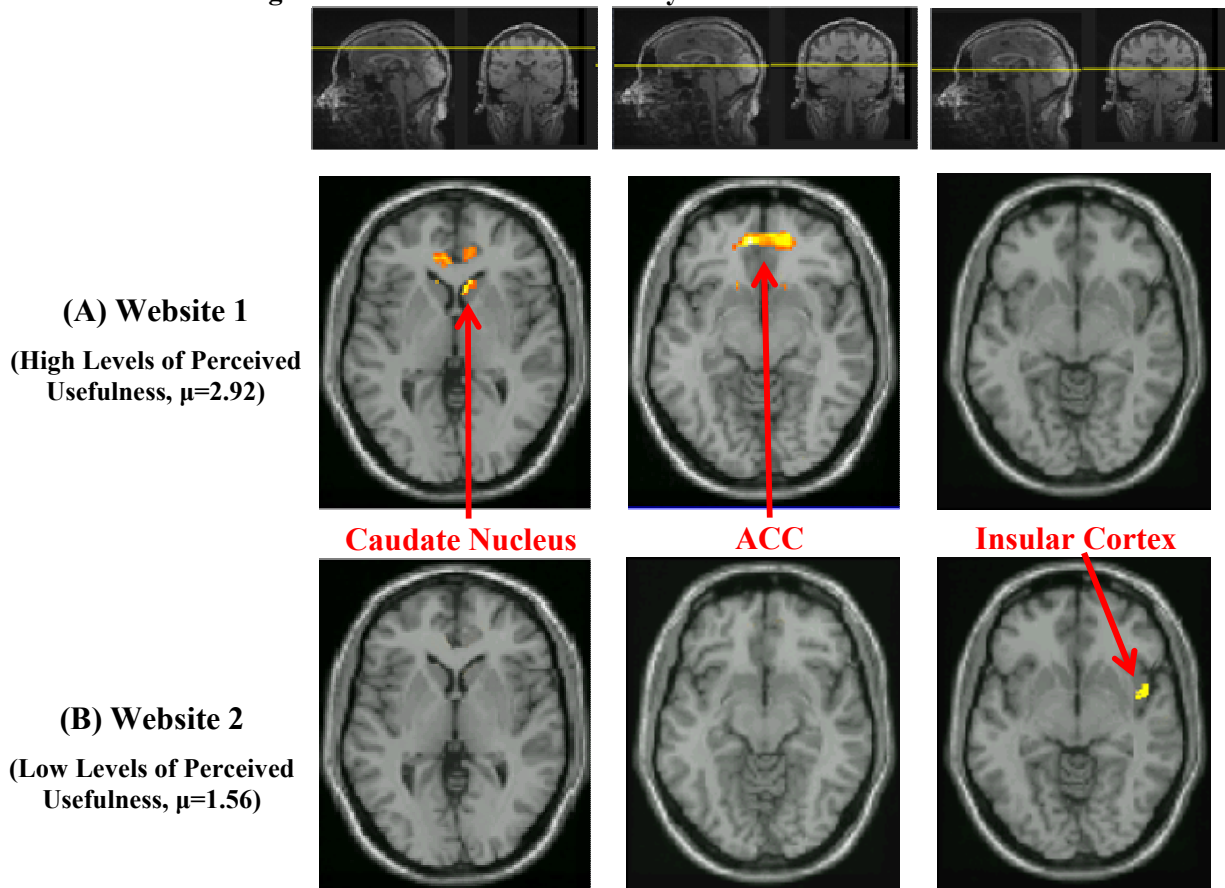 (A) Website 1
(High Levels of Perceived
Usefulness, μ=2.92)
Caudate Nucleus
ACC
Insular Cortex
(B) Website 2
(Low Levels of Perceived
Usefulness, μ=1.56)